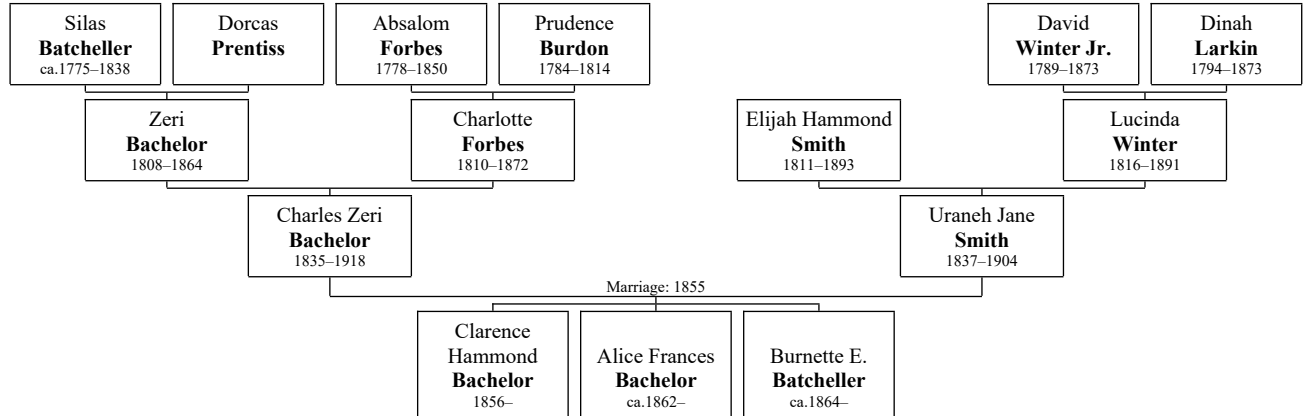 Silas
Batcheller
ca.1775–1838
Dorcas
Prentiss
Absalom
Forbes
1778–1850
Prudence
Burdon
1784–1814
David
Winter Jr.
1789–1873
Dinah
Larkin
1794–1873
Zeri
Bachelor
1808–1864
Charlotte
Forbes
1810–1872
Elijah Hammond
Smith
1811–1893
Lucinda
Winter
1816–1891
Charles Zeri
Bachelor
1835–1918
Uraneh Jane
Smith
1837–1904
Marriage: 1855
Clarence
Hammond
Bachelor
1856–
Alice Frances
Bachelor
ca.1862–
Burnette E.
Batcheller
ca.1864–